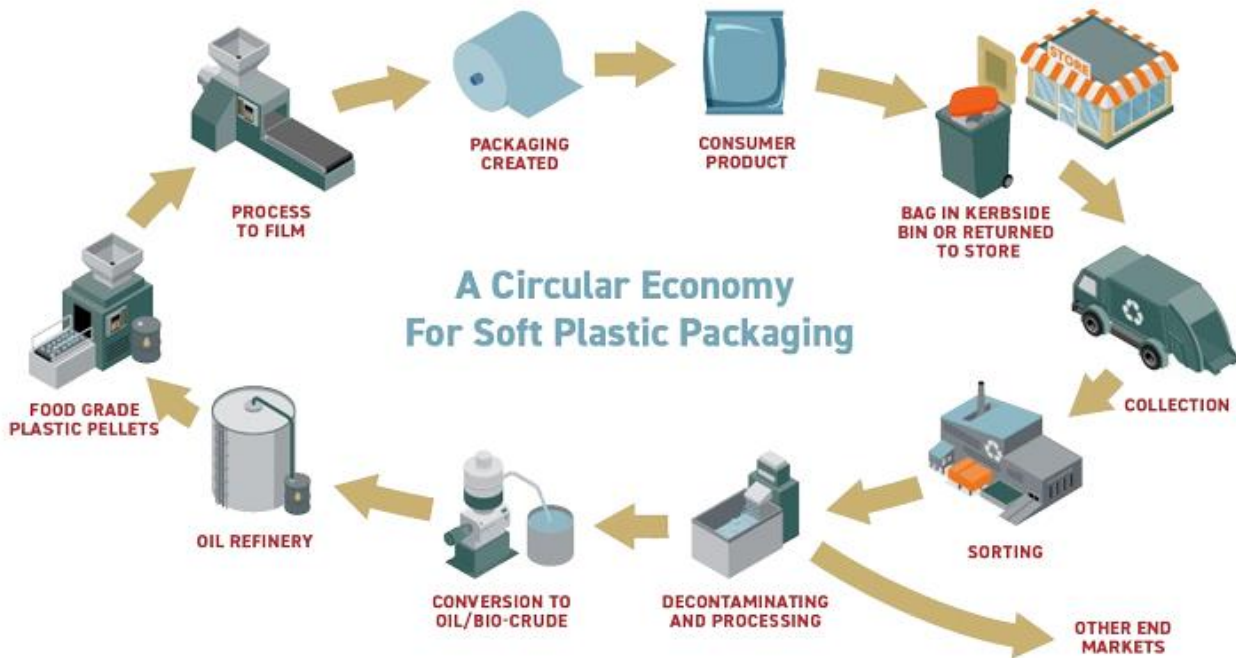 PROCESS
TO FILM
PACKAGING
CREATED
CONSUMER
PRODUCT
STORE
BAG IN KERBSIDE
BIN OR RETURNED
TO STORE
A Circular Economy
For Soft Plastic Packaging
COLLECTION
SORTING
OTHER END
MARKETS
DECONTAMINATING
AND PROCESSING
CONVERSION TO
OIL/BIO-CRUDE
OIL REFINERY
FOOD GRADE
PLASTIC PELLETS